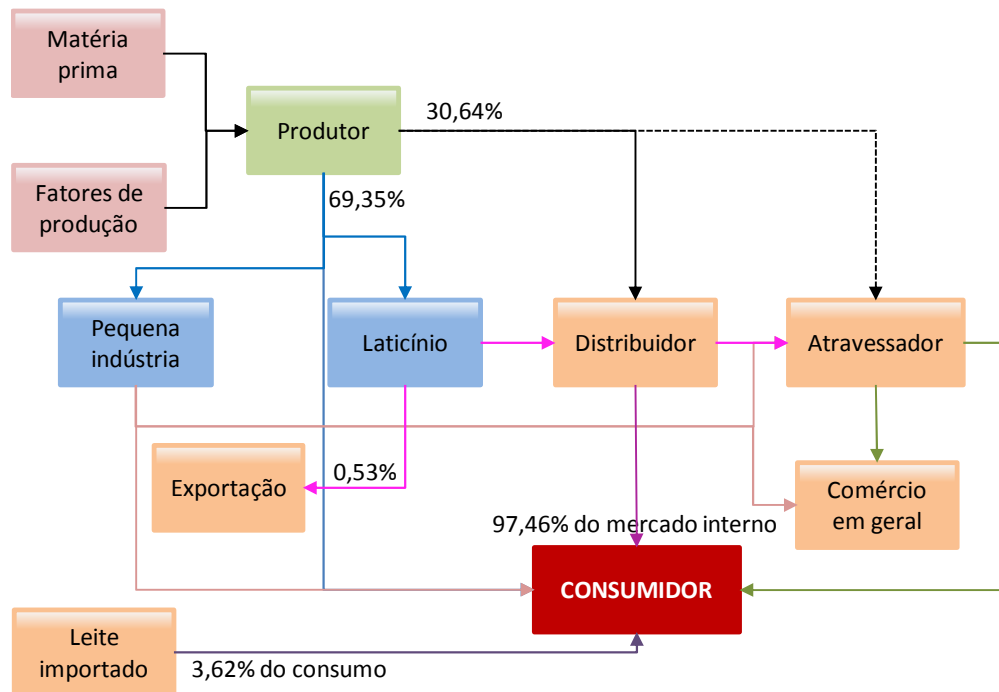 Matéria
prima
Produtor
30,64%
Fatores de
produção
69,35%
Pequena
indústria
Laticínio
Distribuidor
Atravessador
Exportação
0,53%
Comércio
em geral
97,46% do mercado interno
CONSUMIDOR
Leite
importado
3,62% do consumo